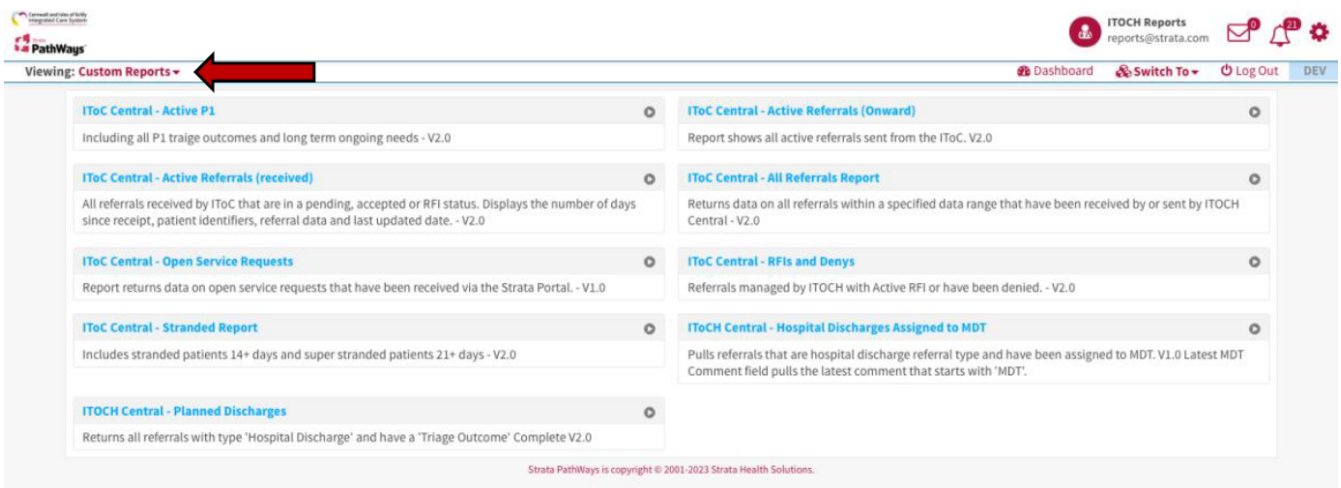 Cornwall and Isles of Scilly
Integrated Care System
Strata
PathWays
ITOCH Reports
reports@strata.com
0
21
Viewing: Custom Reports
Dashboard
Switch To
Log Out
DEV
IToC Central - Active P1
Including all P1 traige outcomes and long term ongoing needs - V2.0
IToC Central - Active Referrals (Onward)
Report shows all active referrals sent from the IToC. V2.0
IToC Central - Active Referrals (received)
All referrals received by IToC that are in a pending, accepted or RFI status. Displays the number of days
since receipt, patient identifiers, referral data and last updated date. - V2.0
IToC Central - All Referrals Report
Returns data on all referrals within a specified data range that have been received by or sent by ITOCH
Central - V2.0
IToC Central - Open Service Requests
Report returns data on open service requests that have been received via the Strata Portal. - V1.0
IToC Central - RFIs and Denys
Referrals managed by ITOCH with Active RFI or have been denied. - V2.0
IToC Central - Stranded Report
Includes stranded patients 14+ days and super stranded patients 21+ days - V2.0
IToCH Central - Hospital Discharges Assigned to MDT
Pulls referrals that are hospital discharge referral type and have been assigned to MDT. V1.0 Latest MDT
Comment field pulls the latest comment that starts with 'MDT'.
ITOCH Central - Planned Discharges
Returns all referrals with type 'Hospital Discharge' and have a 'Triage Outcome' Complete V2.0
Strata PathWays is copyright © 2001-2023 Strata Health Solutions.